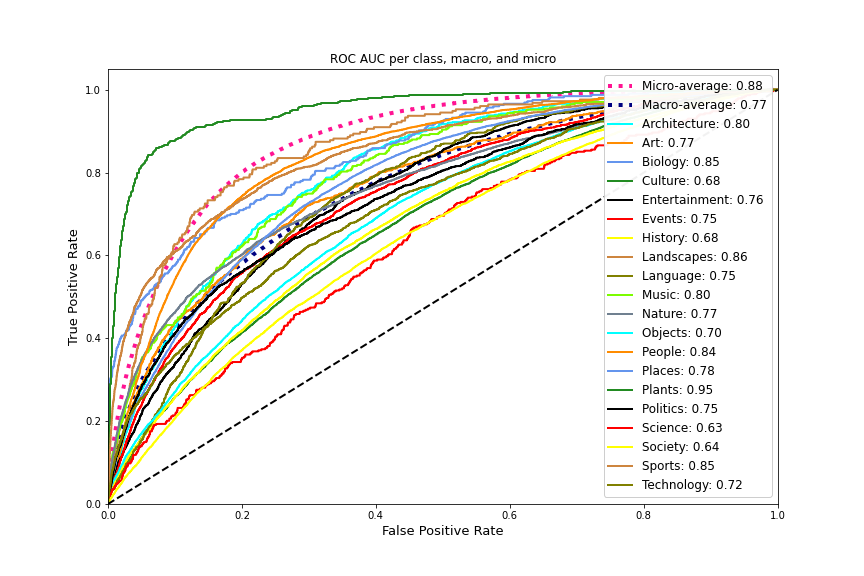 ROC AUC per class, macro, and micro
True Positive Rate
1.0
0.8
0.6
0.4
0.2
0.0
0.0 0.2 0.4 0.6 0.8 1.0
False Positive Rate
Micro-average: 0.88
Macro-average: 0.77
Architecture: 0.80
Art: 0.77
Biology: 0.85
Culture: 0.68
Entertainment: 0.76
Events: 0.75
History: 0.68
Landscapes: 0.86
Language: 0.75
Music: 0.80
Nature: 0.77
Objects: 0.70
People: 0.84
Places: 0.78
Plants: 0.95
Politics: 0.75
Science: 0.63
Society: 0.64
Sports: 0.85
Technology: 0.72